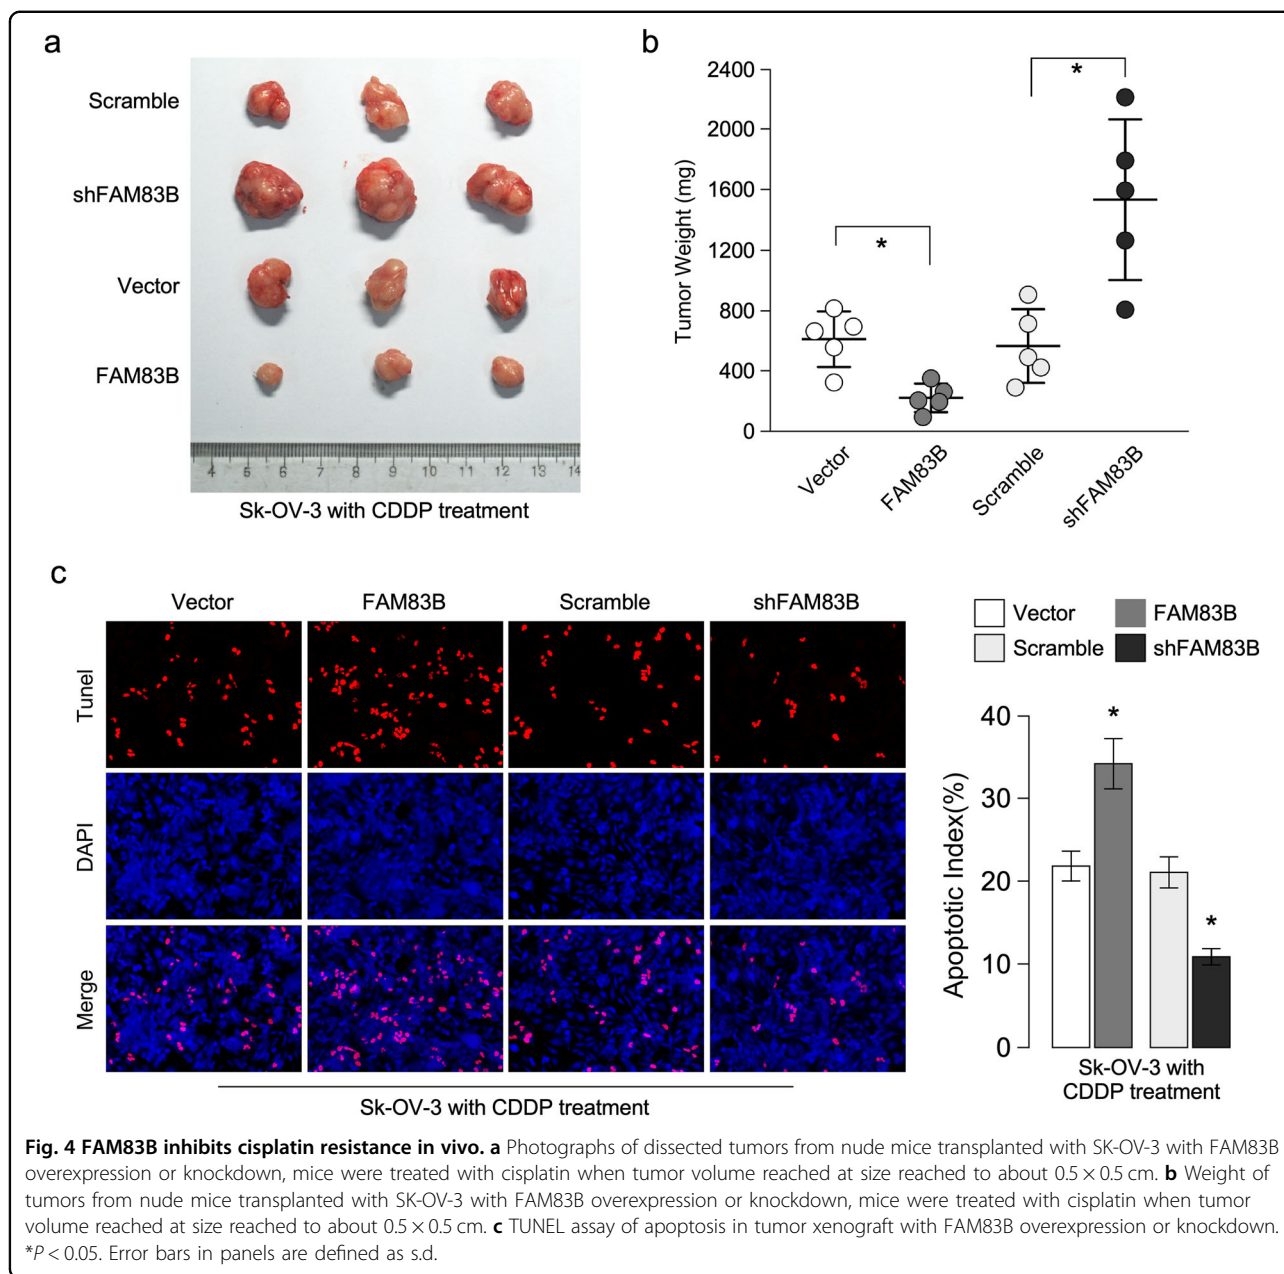 a
Scramble
shFAM83B
Vector
FAM83B
4 5 6 7 8 9 10 11 12 13 14
Sk-OV-3 with CDDP treatment
b
Tumor Weight (mg)
2400
2000
1600
1200
800
400
0
*
*
Vector
FAM83B
Scramble
shFAM83B
c
Vector FAM83B Scramble shFAM83B
Tunel
DAPI
Merge
Sk-OV-3 with CDDP treatment
Vector FAM83B
Scramble shFAM83B
Apoptotic Index(%)
40
30
20
10
0
*
*
Sk-OV-3 with
CDDP treatment
Fig. 4 FAM83B inhibits cisplatin resistance in vivo. a Photographs of dissected tumors from nude mice transplanted with SK-OV-3 with FAM83B
overexpression or knockdown, mice were treated with cisplatin when tumor volume reached at size reached to about 0.5 × 0.5 cm. b Weight of
tumors from nude mice transplanted with SK-OV-3 with FAM83B overexpression or knockdown, mice were treated with cisplatin when tumor
volume reached at size reached to about 0.5 × 0.5 cm. c TUNEL assay of apoptosis in tumor xenograft with FAM83B overexpression or knockdown.
*P < 0.05. Error bars in panels are defined as s.d.